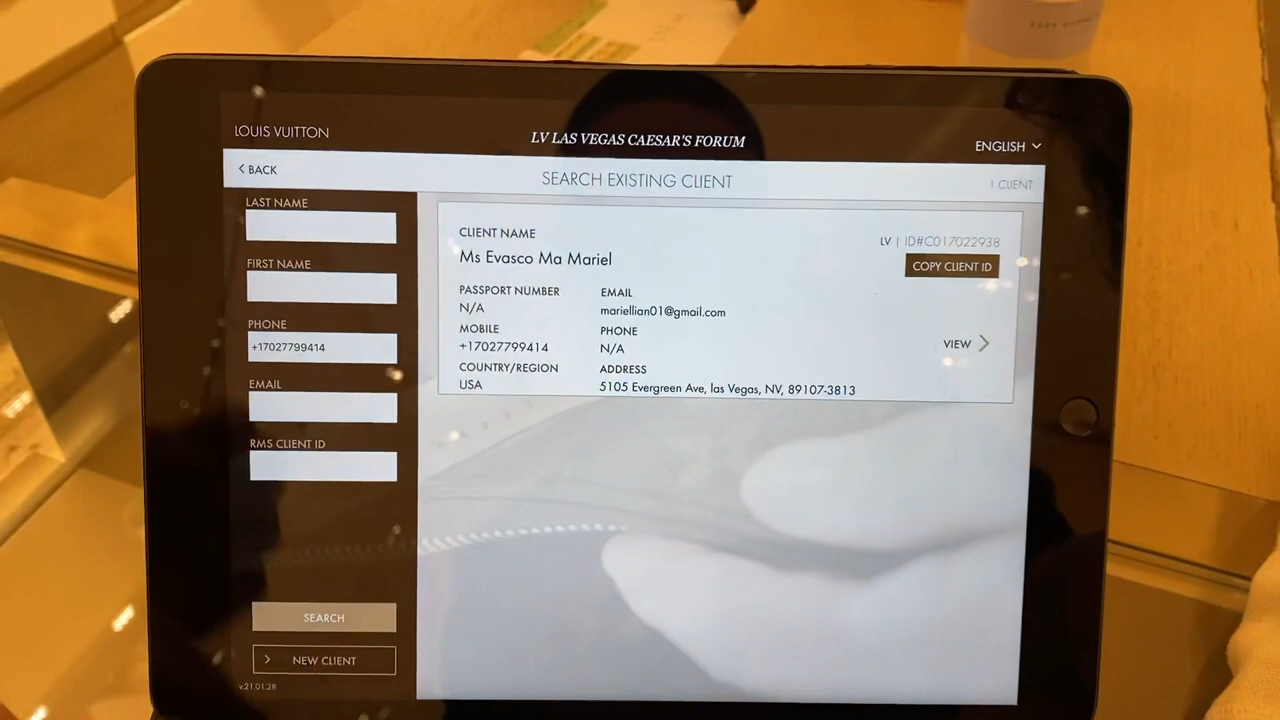 LOUIS VUITTON
LV LAS VEGAS CAESAR'S FORUM
ENGLISH
BACK
SEARCH EXISTING CLIENT
1 CLIENT
LAST NAME
FIRST NAME
PHONE
+17027799414
EMAIL
RMS CLIENT ID
SEARCH
NEW CLIENT
v.21.01.28
CLIENT NAME
Ms Evasco Ma Mariel
LV | ID#C017022938
COPY CLIENT ID
PASSPORT NUMBER
N/A
EMAIL
mariellian01@gmail.com
MOBILE
+17027799414
PHONE
N/A
COUNTRY/REGION
USA
ADDRESS
5105 Evergreen Ave, las Vegas, NV, 89107-3813
VIEW